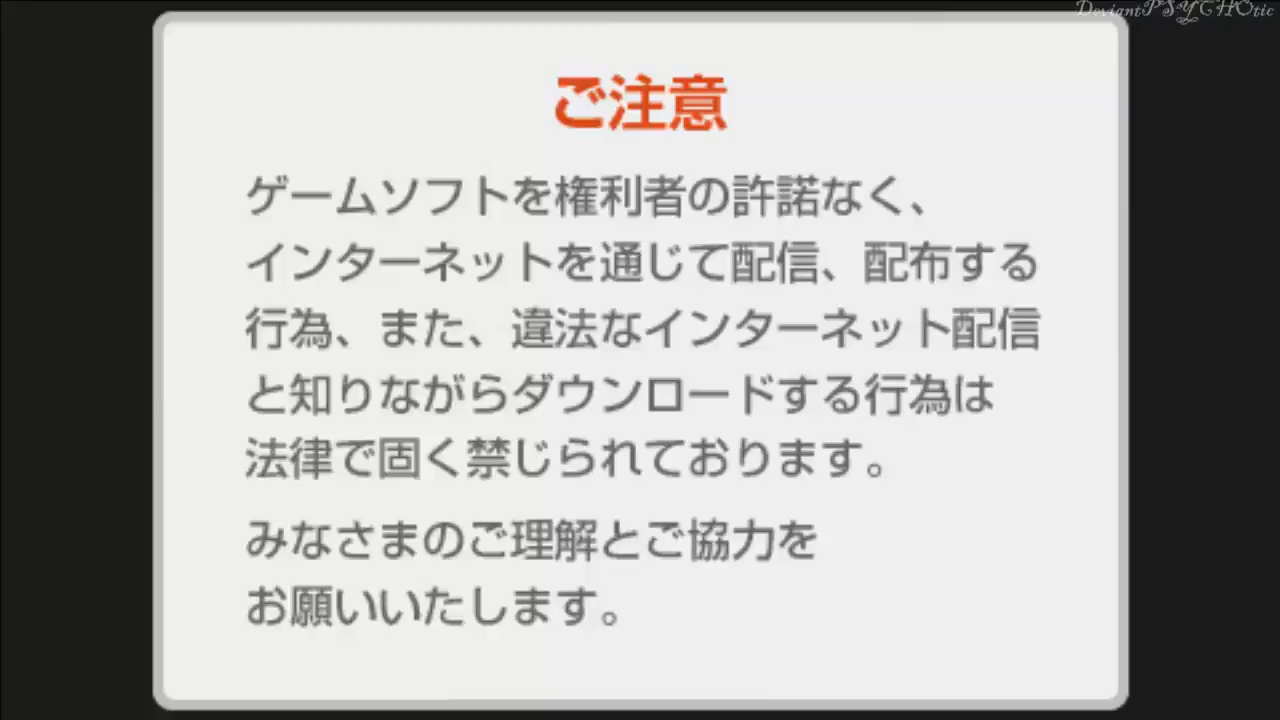 DeviantPSYCHOtic
ご注意
ゲームソフトを権利者の許諾なく、
インターネットを通じて配信、配布する
行為、また、違法なインターネット配信
と知りながらダウンロードする行為は
法律で固く禁じられております。
みなさまのご理解とご協力を
お願いいたします。